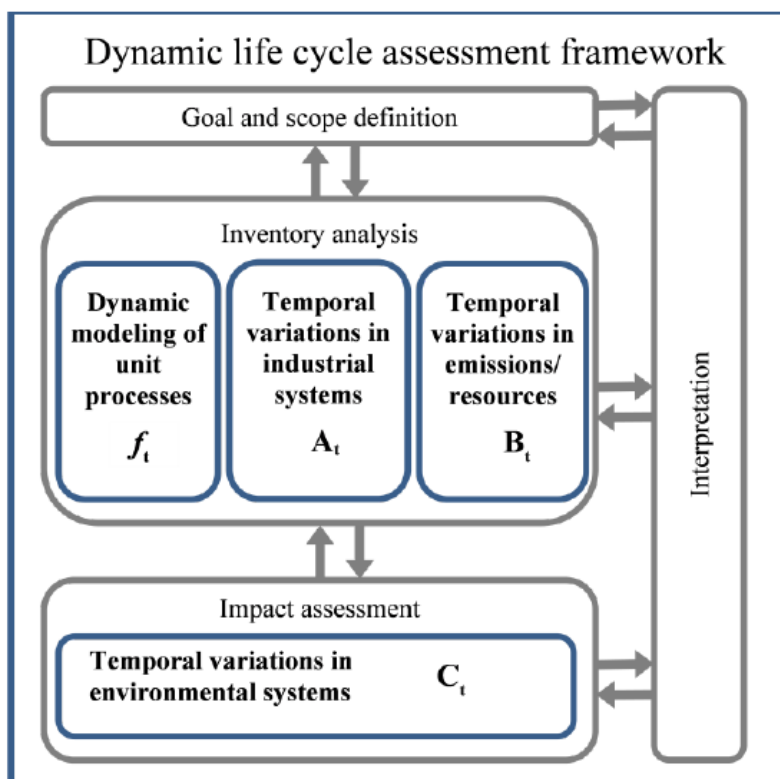 Dynamic life cycle assessment framework
Goal and scope definition
Inventory analysis
Dynamic
modeling of
unit
processes
fₜ
Temporal
variations in
industrial
systems
Aₜ
Temporal
variations in
emissions/
resources
Bₜ
Impact assessment
Temporal variations in
environmental systems
Cₜ
Interpretation